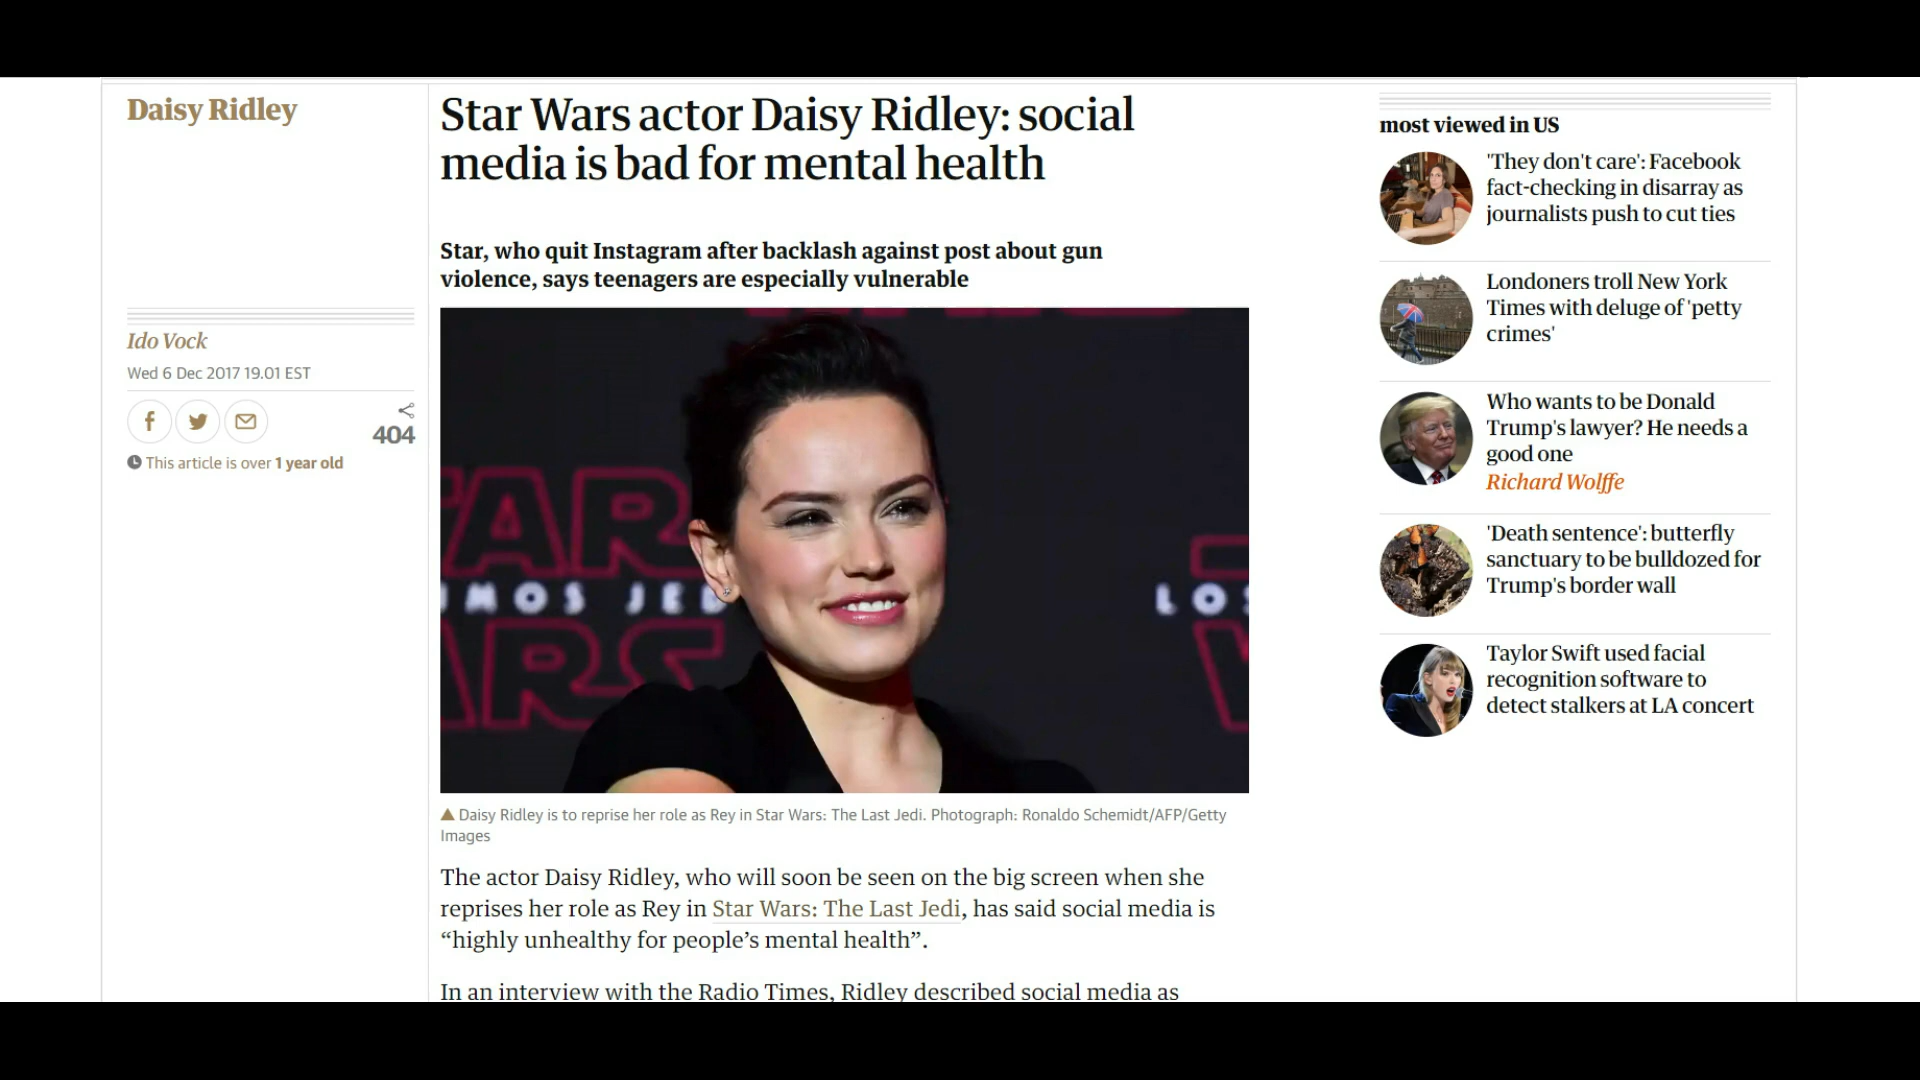 Daisy Ridley
Star Wars actor Daisy Ridley: social
media is bad for mental health
Star, who quit Instagram after backlash against post about gun
violence, says teenagers are especially vulnerable
Ido Vock
Wed 6 Dec 2017 19.01 EST
404
This article is over 1 year old
TAR
IMOS JED
ARS
LOS
W
Daisy Ridley is to reprise her role as Rey in Star Wars: The Last Jedi. Photograph: Ronaldo Schemidt/AFP/Getty
Images
The actor Daisy Ridley, who will soon be seen on the big screen when she
reprises her role as Rey in Star Wars: The Last Jedi, has said social media is
“highly unhealthy for people’s mental health”.
In an interview with the Radio Times, Ridley described social media as
most viewed in US
'They don't care': Facebook
fact-checking in disarray as
journalists push to cut ties
Londoners troll New York
Times with deluge of 'petty
crimes'
Who wants to be Donald
Trump's lawyer? He needs a
good one
Richard Wolffe
'Death sentence': butterfly
sanctuary to be bulldozed for
Trump's border wall
Taylor Swift used facial
recognition software to
detect stalkers at LA concert